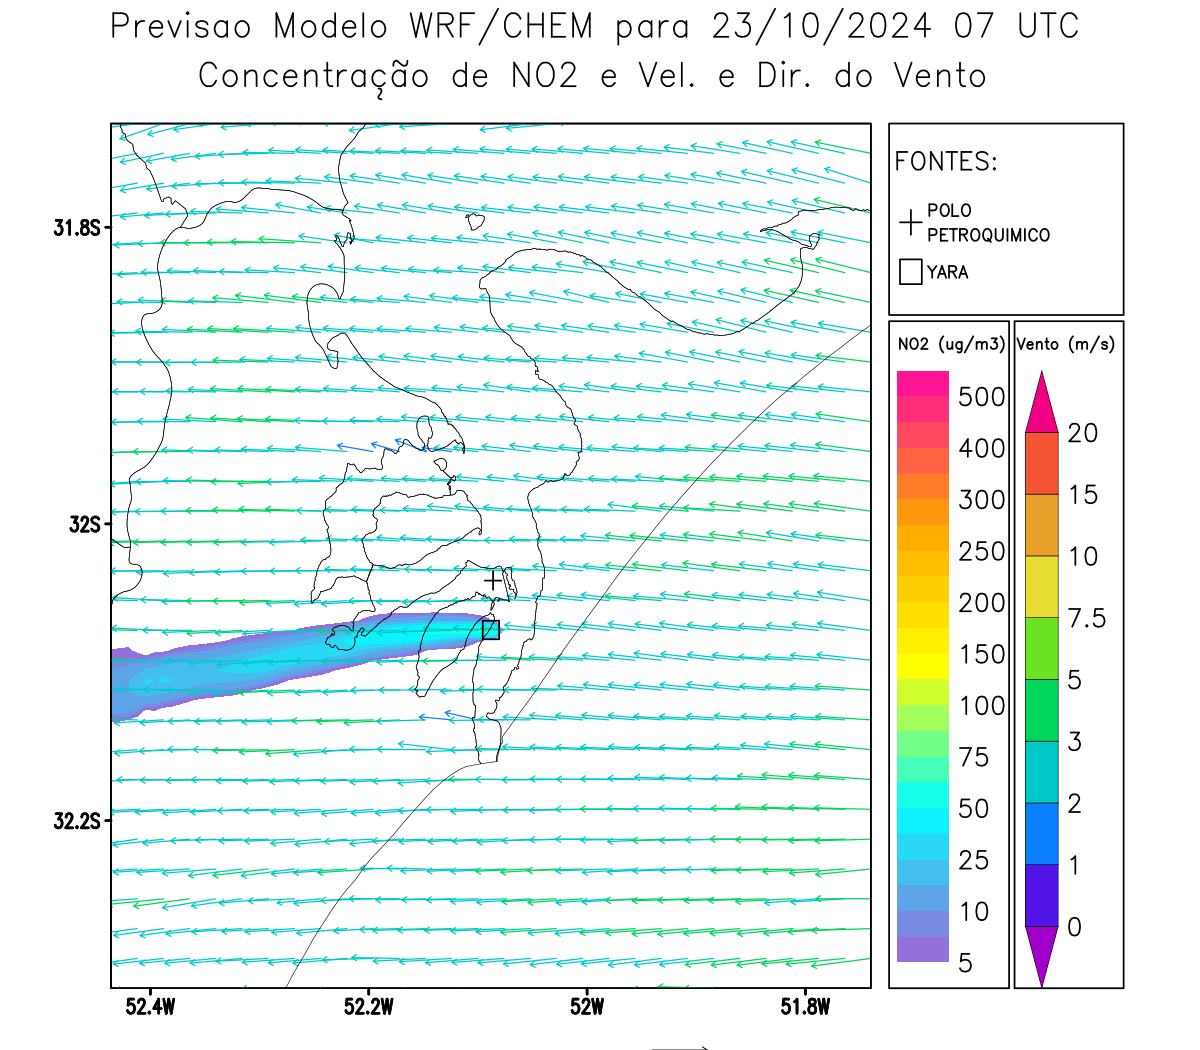 Previsao Modelo WRF/CHEM para 23/10/2024 07 UTC
Concentração de NO2 e Vel. e Dir. do Vento
FONTES:
POLO
PETROQUIMICO
YARA
31.8S
32S
32.2S
52.4W
52.2W
52W
51.8W
NO2 (ug/m3)
500
400
300
250
200
150
100
75
50
25
10
5
Vento (m/s)
20
15
10
7.5
5
3
2
1
0